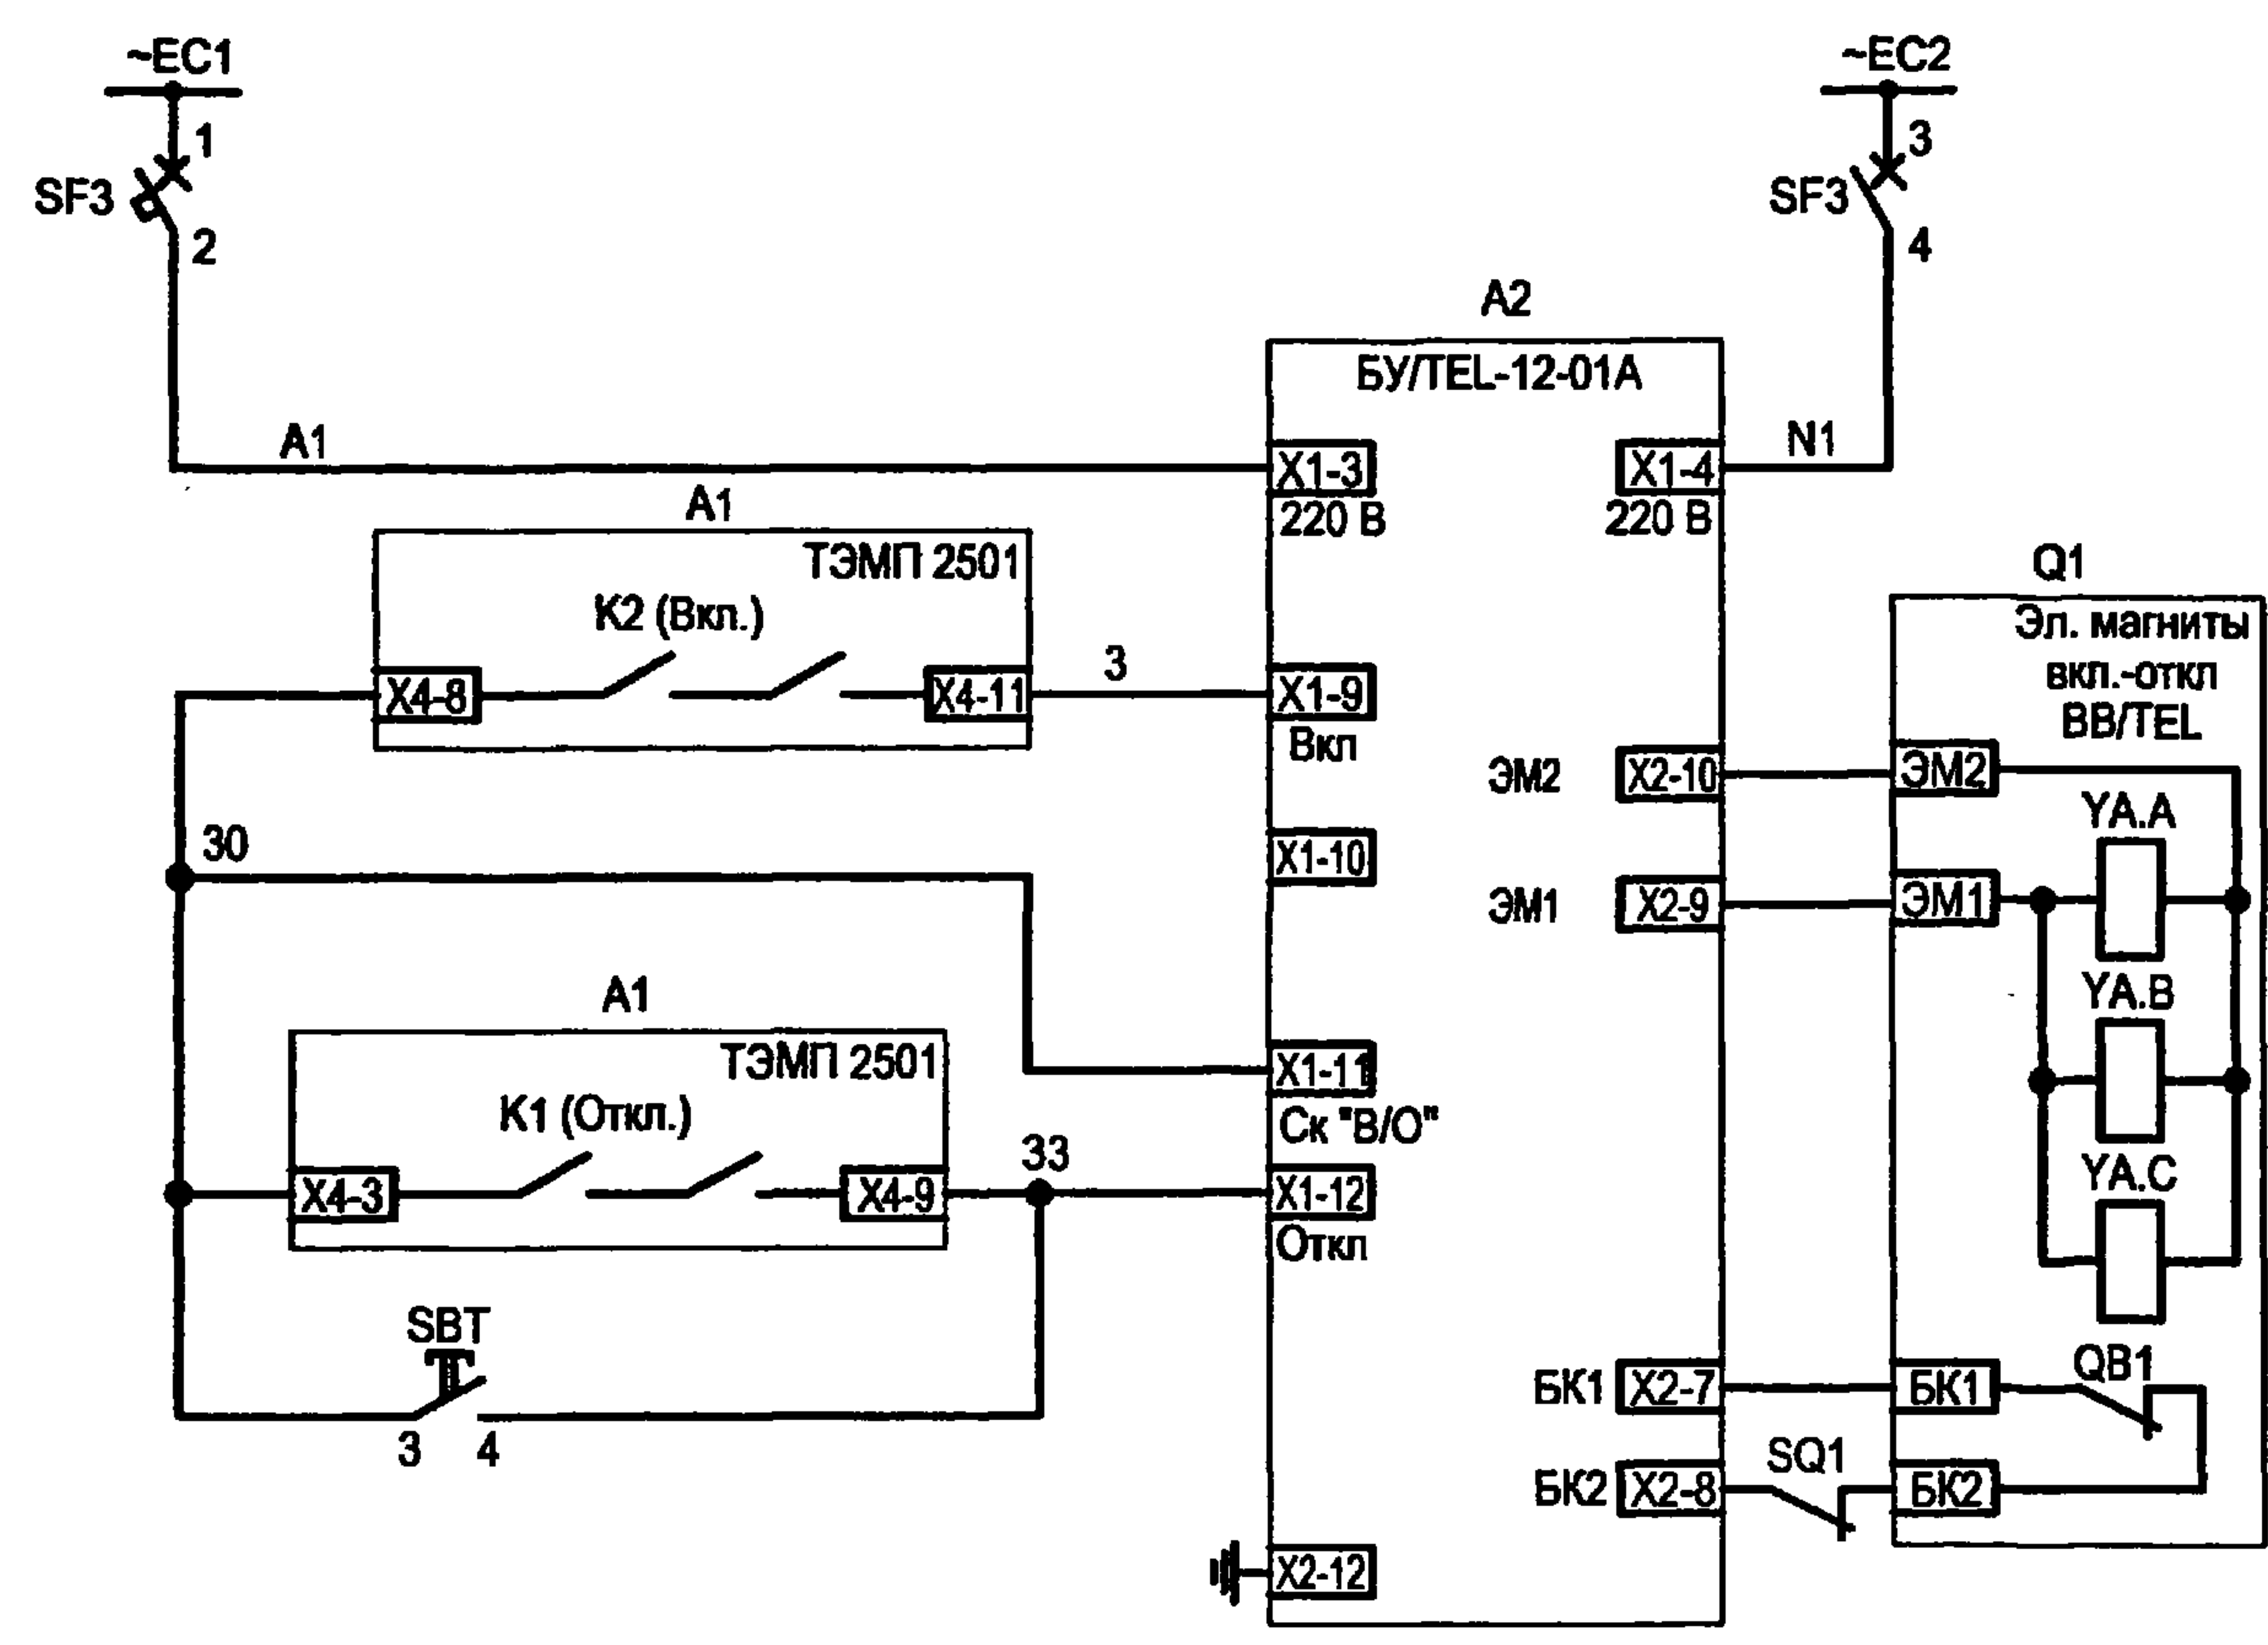 ~EC1
~EC2
1
3
SF3
SF3
2
4
A2
БУ/TEL-12-01A
A1
N1
X1-3
X1-4
220 В
220 В
A1
ТЭМП 2501
K2 (Вкл.)
X4-8
X4-11
3
X1-9
Вкл
Q1
Эл. магниты
вкл.-откл
BB/TEL
ЭМ2
X2-10
ЭМ2
YA.A
30
X1-10
ЭМ1
X2-9
ЭМ1
YA.B
A1
ТЭМП 2501
K1 (Откл.)
X1-11
Ск "В/О"
X4-3
X4-9
33
X1-12
Откл
YA.C
SBT
3
4
БК1
X2-7
БК1
QB1
SQ1
БК2
X2-8
БК2
X2-12